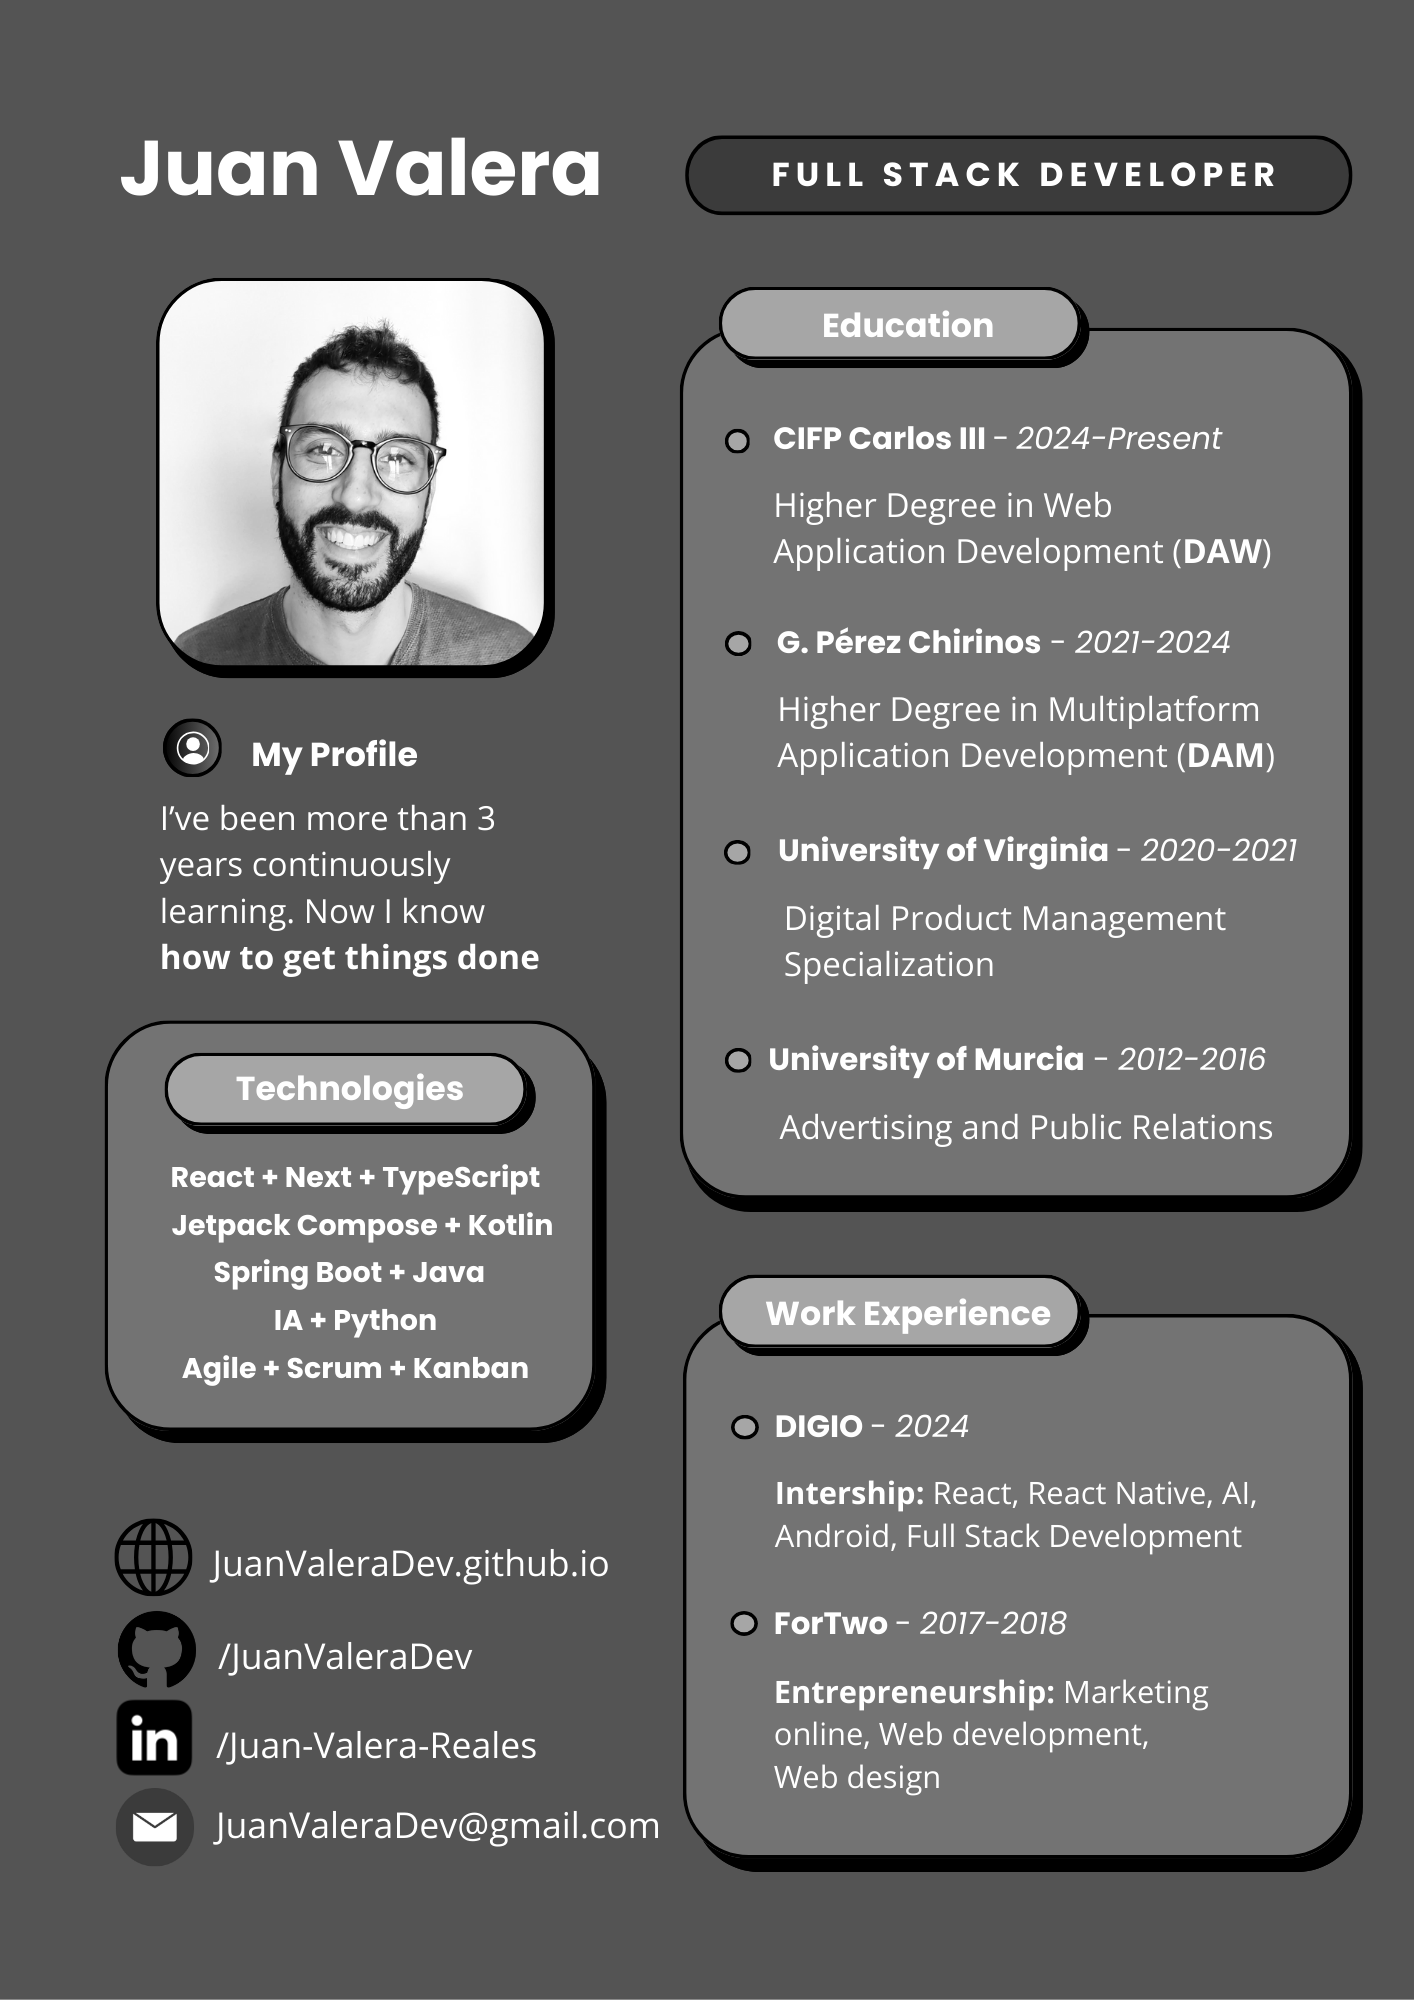 Juan Valera
FULL STACK DEVELOPER
My Profile
I’ve been more than 3
years continuously
learning. Now I know
how to get things done
Technologies
React + Next + TypeScript
Jetpack Compose + Kotlin
Spring Boot + Java
IA + Python
Agile + Scrum + Kanban
JuanValeraDev.github.io
/JuanValeraDev
in
/Juan-Valera-Reales
JuanValeraDev@gmail.com
Education
CIFP Carlos III - 2024-Present
Higher Degree in Web
Application Development (DAW)
G. Pérez Chirinos - 2021-2024
Higher Degree in Multiplatform
Application Development (DAM)
University of Virginia - 2020-2021
Digital Product Management
Specialization
University of Murcia - 2012-2016
Advertising and Public Relations
Work Experience
DIGIO - 2024
Intership: React, React Native, AI,
Android, Full Stack Development
ForTwo - 2017-2018
Entrepreneurship: Marketing
online, Web development,
Web design